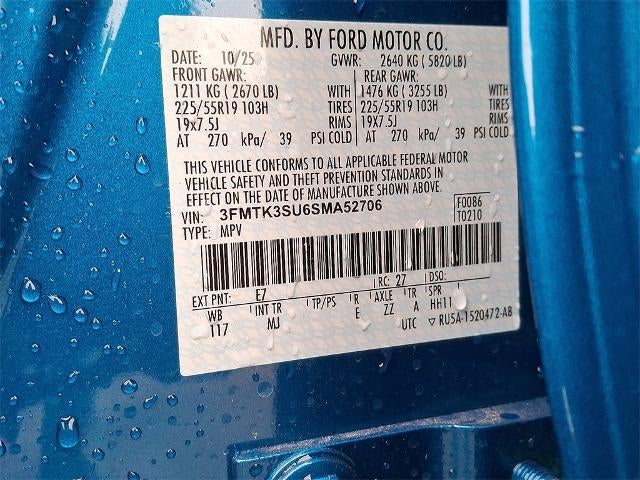 MFD. BY FORD MOTOR CO.
DATE: 10/25 GVWR: 2640 KG ( 5820 LB)
FRONT GAWR: REAR GAWR:
1211 KG ( 2670 LB) WITH 1476 KG ( 3255 LB) WITH
225/55R19 103H TIRES 225/55R19 103H TIRES
19x7.5J RIMS 19x7.5J RIMS
AT 270 kPa/ 39 PSI COLD AT 270 kPa/ 39 PSI COLD
THIS VEHICLE CONFORMS TO ALL APPLICABLE FEDERAL MOTOR
VEHICLE SAFETY AND THEFT PREVENTION STANDARDS IN
EFFECT ON THE DATE OF MANUFACTURE SHOWN ABOVE.
VIN: 3FMTK3SU6SMA52706 F0086
TYPE: MPV T0210
EXT PNT: E7 RC: 27 DSO:
WB INT TR TP/PS R AXLE TR SPR
117 MJ E ZZ A HH11
UTC ▽ RU5A-1520472-AB